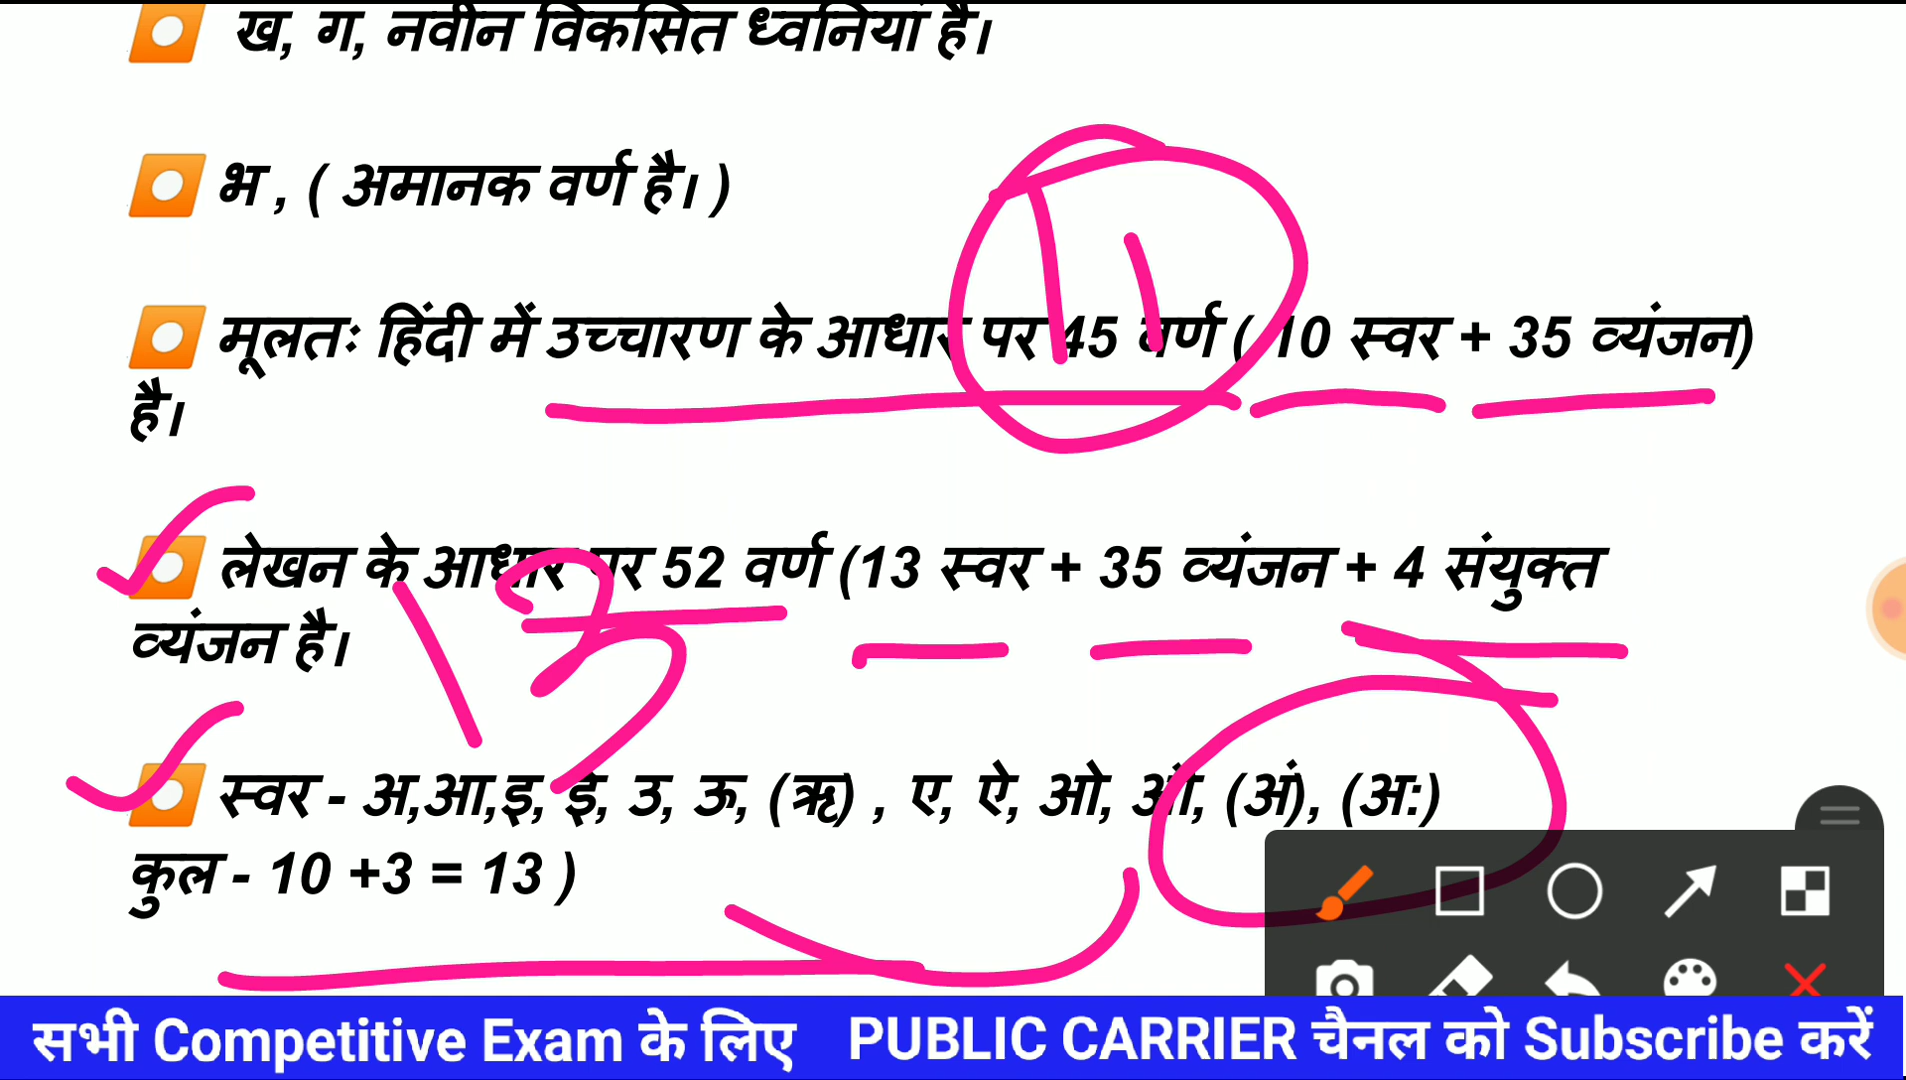 ख, ग, नवीन विकसित ध्वनियां है।
भ , ( अमानक वर्ण है। )
11
मूलतः हिंदी में उच्चारण के आधार पर 45 वर्ण ( 10 स्वर + 35 व्यंजन)
है।
लेखन के आधार पर 52 वर्ण (13 स्वर + 35 व्यंजन + 4 संयुक्त
व्यंजन है।
13
स्वर - अ,आ,इ, ई, उ, ऊ, (ऋ) , ए, ऐ, ओ, औ, (अं), (अ:)
कुल - 10 +3 = 13 )
सभी Competitive Exam के लिए PUBLIC CARRIER चैनल को Subscribe करें